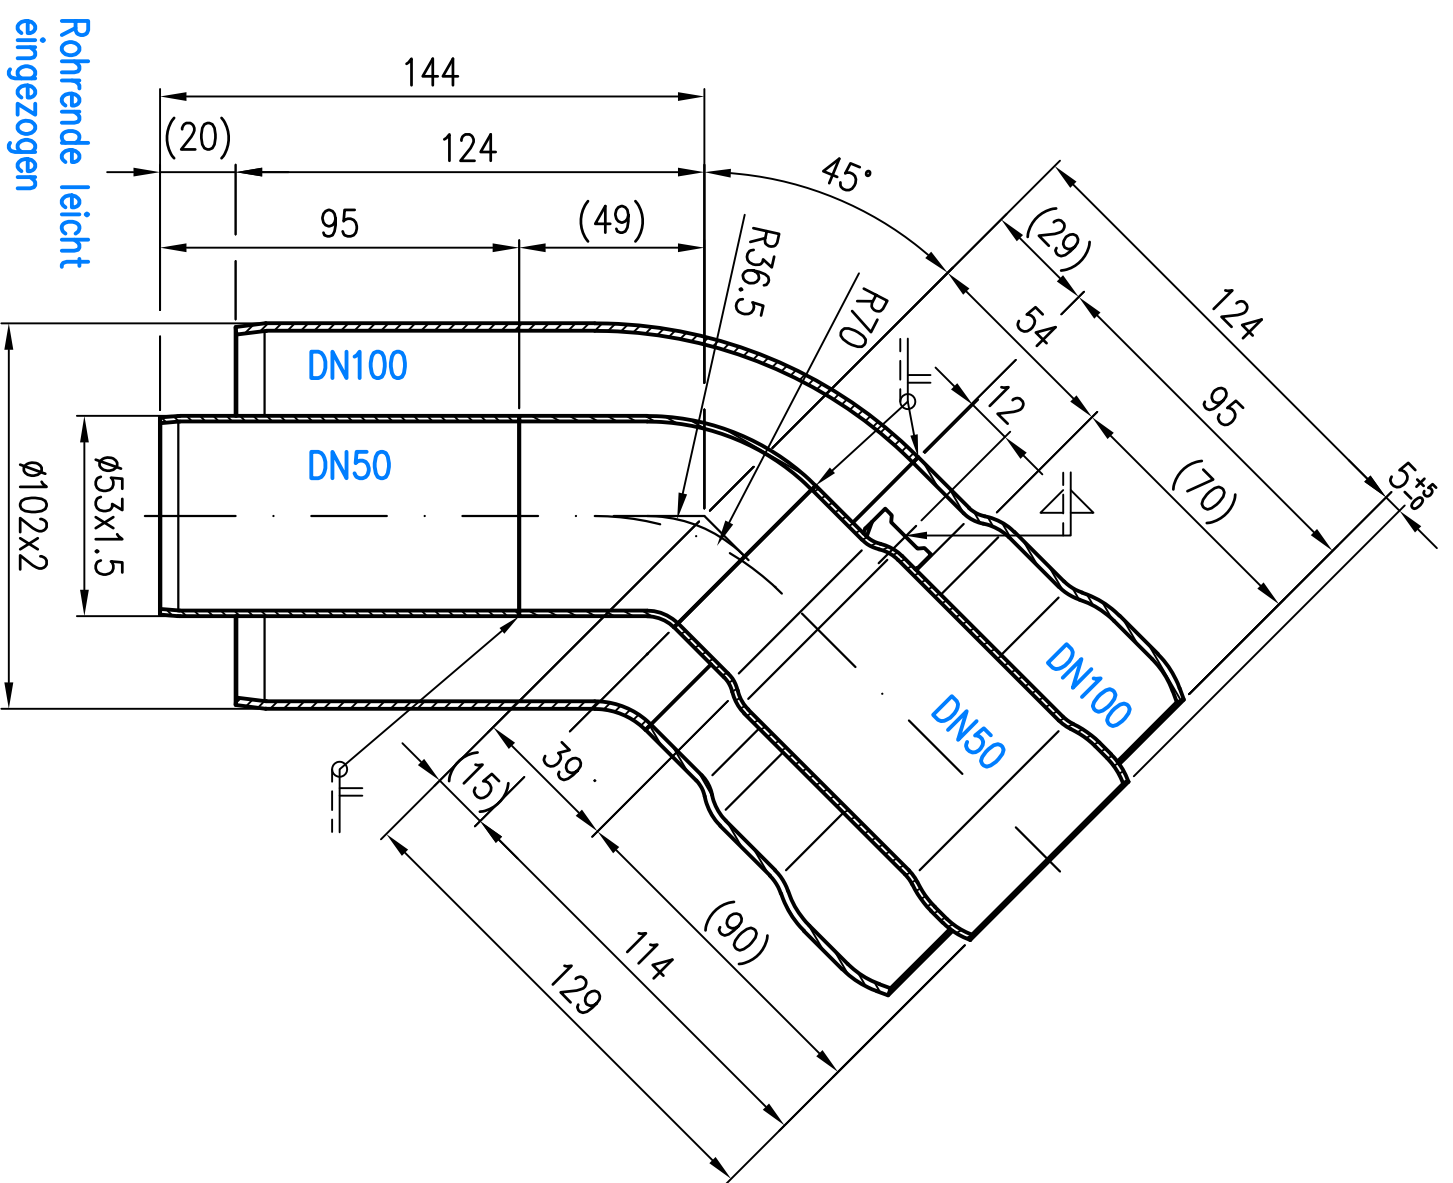 Rohrende leicht
eingezogen
144
(20)
124
95
(49)
45°
R36.5
R70
(29)
124
54
95
12
(70)
5+5-0
DN100
DN50
ø53x1.5
ø102x2
DN100
DN50
39
(15)
(90)
114
129